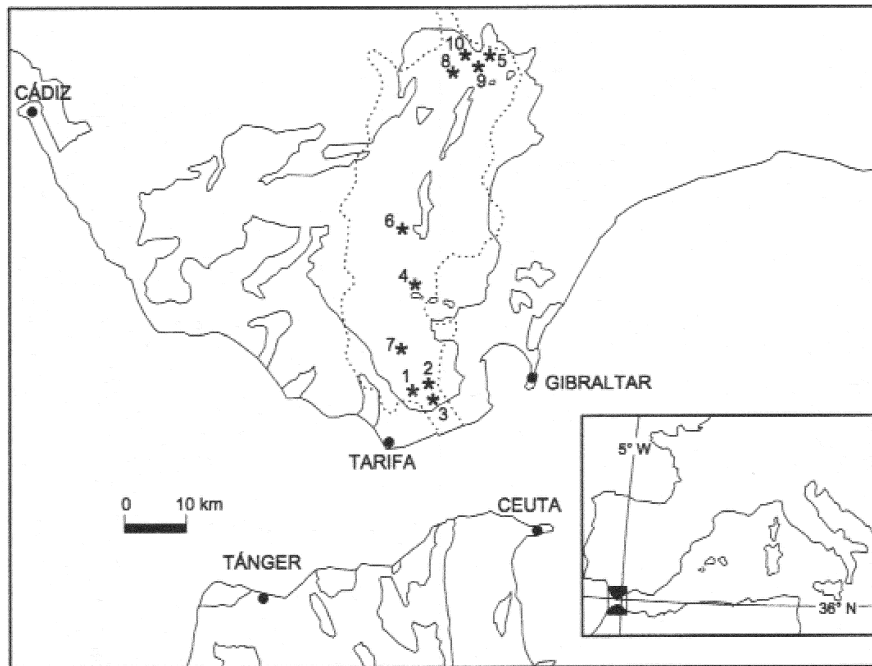 10
5
8
9
CÁDIZ
6
4
7
2
1
3
GIBRALTAR
TARIFA
5° W
0 10 km
CEUTA
TÁNGER
36° N